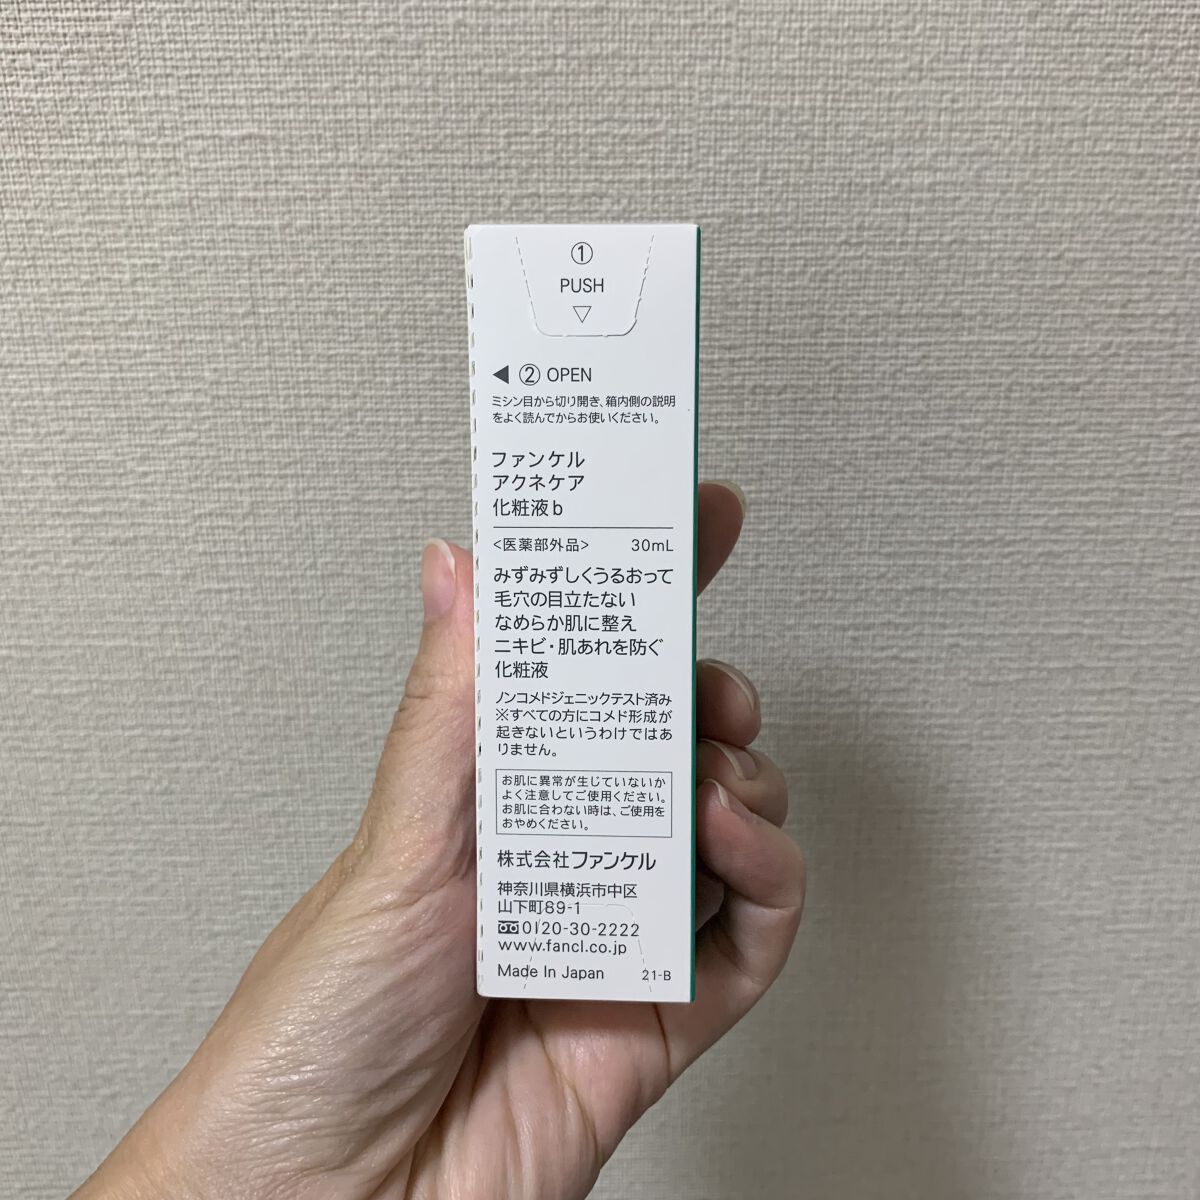 ①
PUSH
▽
◀ ② OPEN
ミシン目から切り開き、箱内側の説明
をよく読んでからお使いください。
ファンケル
アクネケア
化粧液b
<医薬部外品> 30mL
みずみずしくうるおって
毛穴の目立たない
なめらか肌に整え
ニキビ・肌あれを防ぐ
化粧液
ノンコメドジェニックテスト済み
※すべての方にコメド形成が
起きないというわけではあ
りません。
お肌に異常が生じていないか
よく注意してご使用ください。
お肌に合わない時は、ご使用を
おやめください。
株式会社ファンケル
神奈川県横浜市中区
山下町89-1
0120-30-2222
www.fancl.co.jp
Made In Japan 21-B